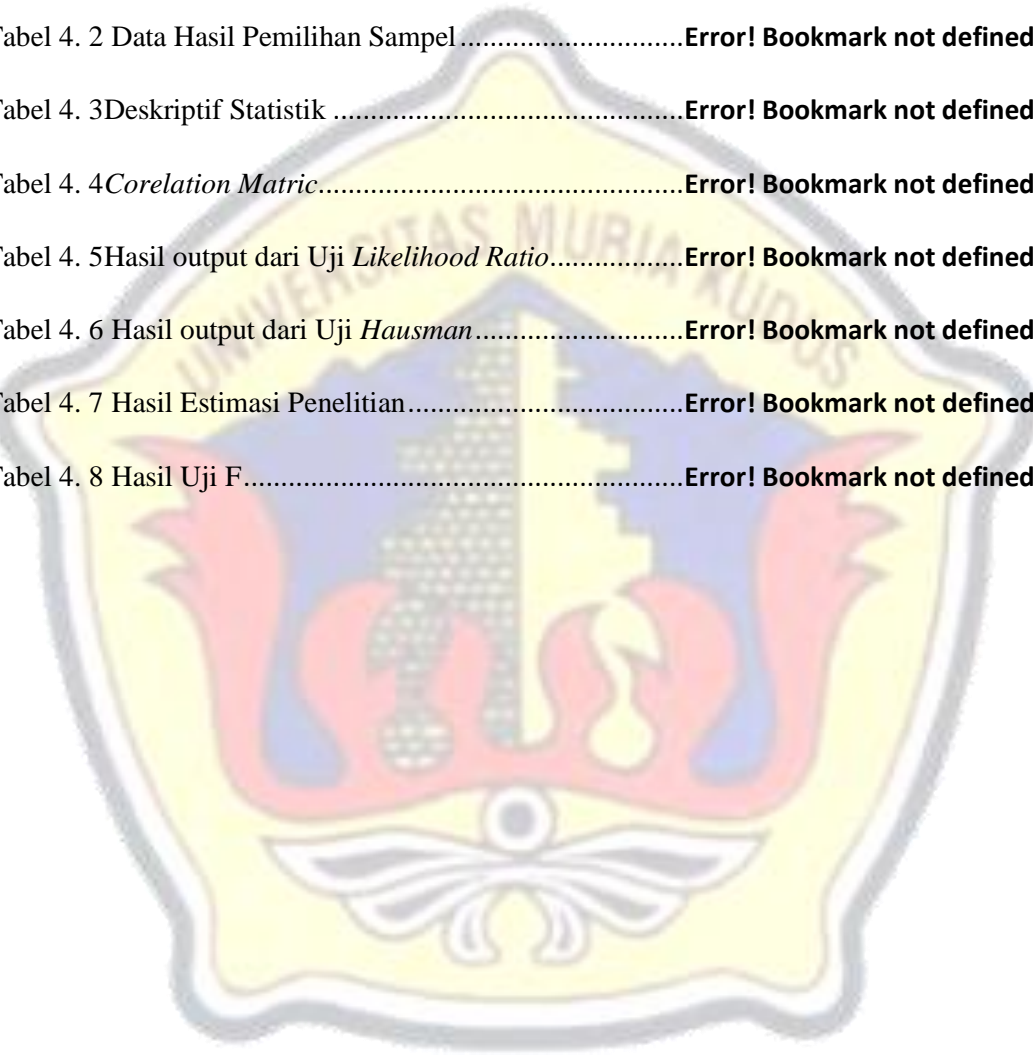 Tabel 4. 2 Data Hasil Pemilihan Sampel............................Error! Bookmark not defined
Tabel 4. 3Deskriptif Statistik ............................................Error! Bookmark not defined
Tabel 4. 4Corelation Matric..............................................Error! Bookmark not defined
Tabel 4. 5Hasil output dari Uji Likelihood Ratio.................Error! Bookmark not defined
Tabel 4. 6 Hasil output dari Uji Hausman..........................Error! Bookmark not defined
Tabel 4. 7 Hasil Estimasi Penelitian...................................Error! Bookmark not defined
Tabel 4. 8 Hasil Uji F.......................................................Error! Bookmark not defined
UNIVERSITAS MURIA KUDUS